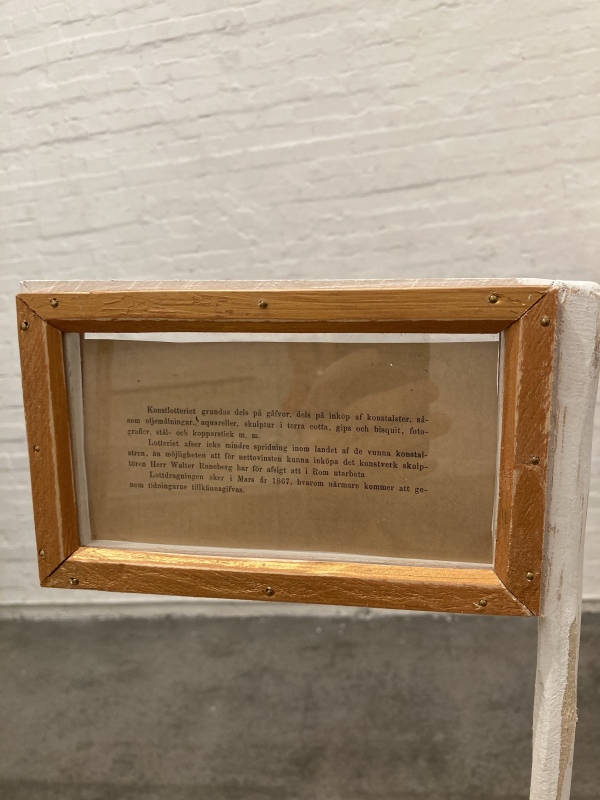 Konstlotteriet grundas dels på gåfvor, dels på inköp af konstalster, så-
som oljemålningar, aquareller, skulptur i terra cotta, gips och bisquit, foto-
grafier, stål- och kopparstick m. m.
Lotteriet afser icke mindre spridning inom landet af de vunna konstal-
stren, än möjligheten att för nettovinsten kunna inköpa det konstverk skulp-
tören Herr Walter Runeberg har för afsigt att i Rom utarbeta
Lottdragningen sker i Mars år 1867, hvarom närmare kommer att ge-
nom tidningarne tillkännagifvas.